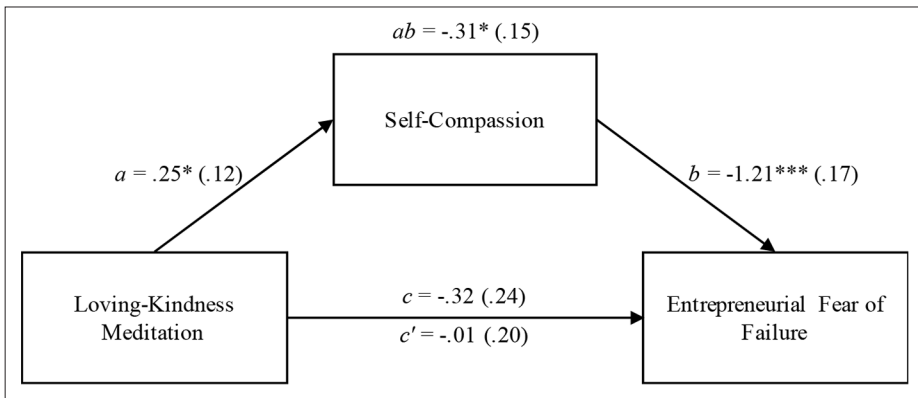 ab = -.31* (.15)
Self-Compassion
a = .25* (.12)
b = -1.21*** (.17)
Loving-Kindness
Meditation
c = -.32 (.24)
c' = -.01 (.20)
Entrepreneurial Fear of
Failure